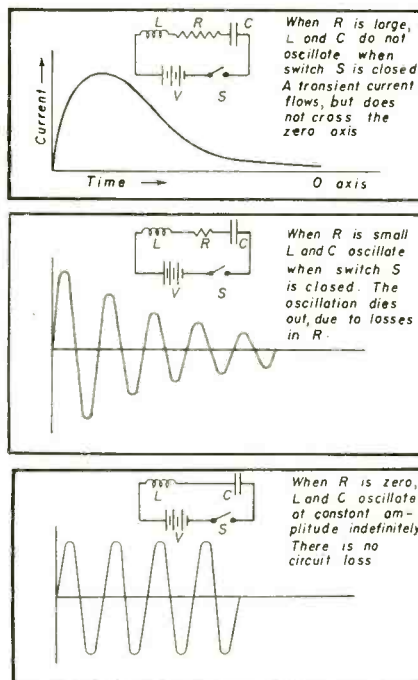 L R C
When R is large,
L and C do not
oscillate when
switch S is closed
A transient current
flows, but does
not cross the
zero axis
V S
Current
Time
O axis
When R is small
L and C oscillate
when switch S
is closed. The
oscillation dies
out, due to losses
in R.
L R C
V S
When R is zero,
L and C oscillate
at constant am-
plitude indefinitely
There is no
circuit loss
L C
V S